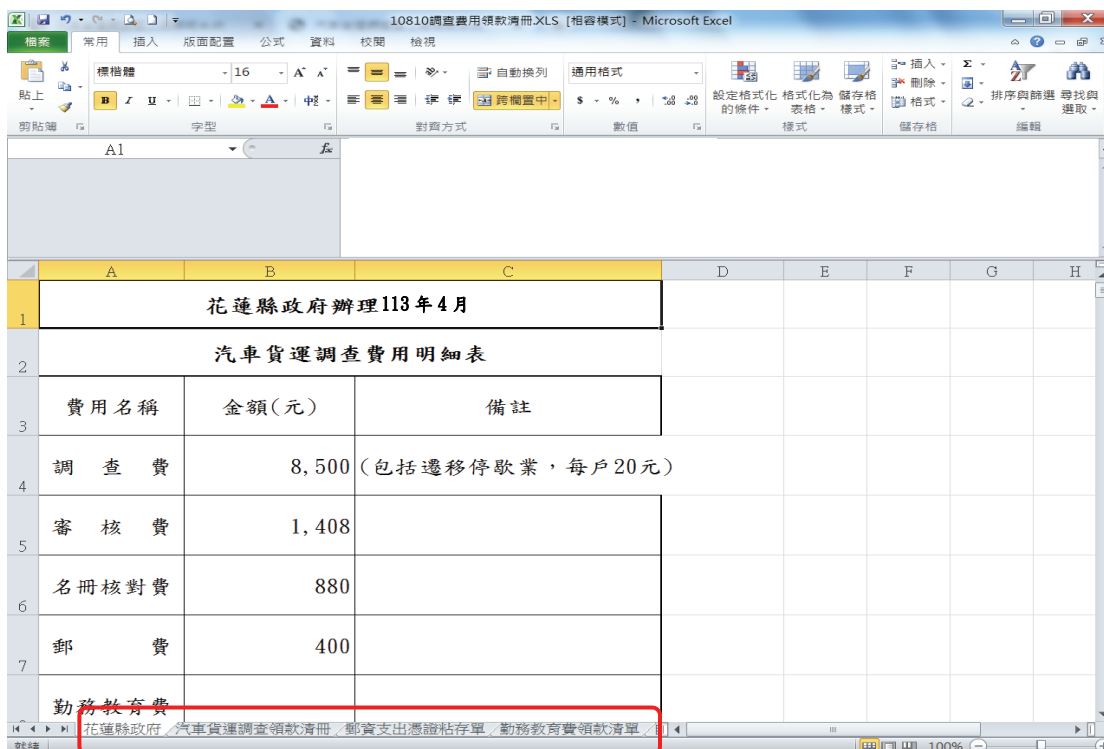 10810調查費用領款清冊.XLS [相容模式] - Microsoft Excel
檔案 常用 插入 版面配置 公式 資料 校閱 檢視
標楷體 16 A A 自動換列 通用格式 插入 Σ
貼上 B I U A 中 跨欄置中 $ % , .00 設定格式化的條件 格式化為表格 儲存格樣式 刪除 格式 排序與篩選 尋找與選取
剪貼簿 字型 對齊方式 數值 樣式 儲存格 編輯
A1 fx
A B C D E F G H
1 花蓮縣政府辦理113年4月
2 汽車貨運調查費用明細表
3 費用名稱 金額(元) 備註
4 調查費 8,500 (包括遷移停歇業，每戶20元)
5 審核費 1,408
6 名冊核對費 880
7 郵費 400
勤務教育費
花蓮縣政府 汽車貨運調查領款清冊 郵資支出憑證粘存單 勤務教育費領款清單
就緒 100%